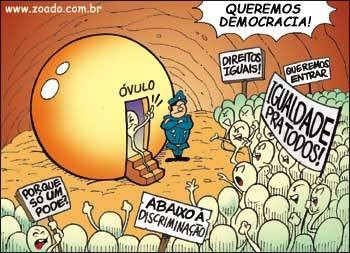 www.zoado.com.br
QUEREMOS
DEMOCRACIA!
ÓVULO
DIREITOS
IGUAIS!
QUEREMOS
ENTRAR
IGUALDADE
PRA TODOS!
PORQUE
SÓ UM
PODE?
ABAIXO A
DISCRIMINAÇÃO